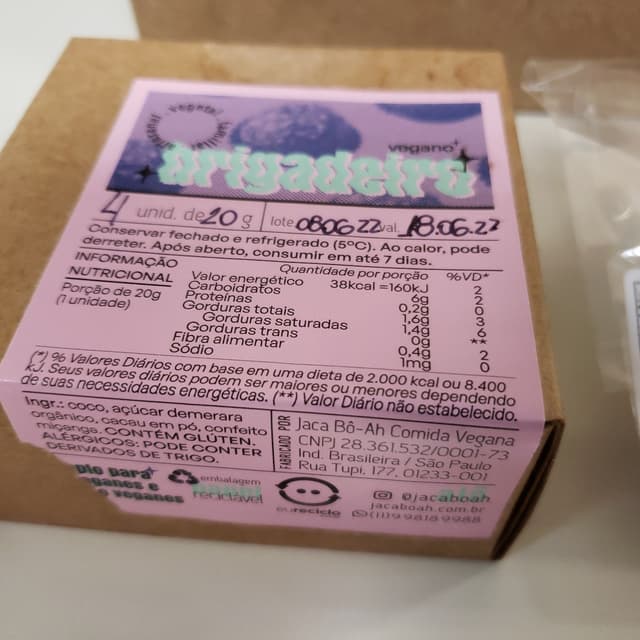 vegetal
vegano
brigadeiro
4 unid. de 20 g lote 080622 val. 18.06.22
Conservar fechado e refrigerado (5ºC). Ao calor, pode
derreter. Após aberto, consumir em até 7 dias.
INFORMAÇÃO
NUTRICIONAL
Porção de 20g
(1 unidade)
Quantidade por porção %VD*
Valor energético 38kcal =160kJ 2
Carboidratos 6g 2
Proteínas 0,2g 0
Gorduras totais 1,6g 3
Gorduras saturadas 1,4g 6
Gorduras trans 0g **
Fibra alimentar 0,4g 2
Sódio 1mg 0
(*) % Valores Diários com base em uma dieta de 2.000 kcal ou 8.400
kJ. Seus valores diários podem ser maiores ou menores dependendo
de suas necessidades energéticas. (**) Valor Diário não estabelecido.
Ingr.: coco, açúcar demerara
orgânico, cacau em pó, confeito
miçanga. CONTÉM GLÚTEN.
ALÉRGICOS: PODE CONTER
DERIVADOS DE TRIGO.
FABRICADO POR
Jaca Bô-Ah Comida Vegana
CNPJ 28.361.532/0001-73
Ind. Brasileira / São Paulo
Rua Tupi, 177, 01233-001
para
veganos e
veganos
embalagem
reciclável
eureciclo
@jacaboah
jacaboah.com.br
(11)99818 9988